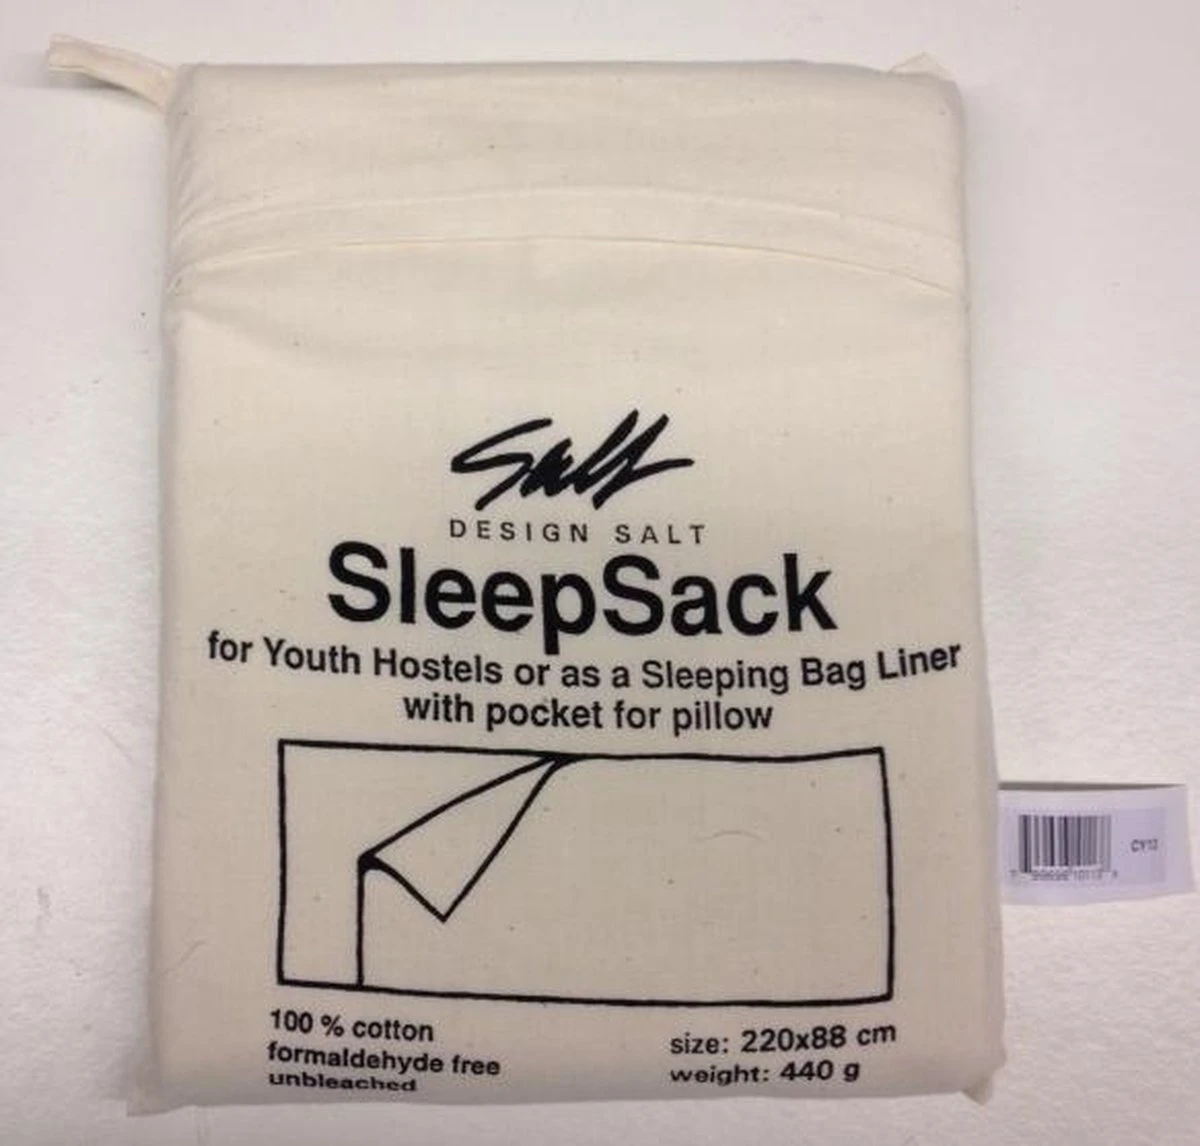 Salt
DESIGN SALT
SleepSack
for Youth Hostels or as a Sleeping Bag Liner
with pocket for pillow
100 % cotton
formaldehyde free
unbleached
size: 220x88 cm
weight: 440 g